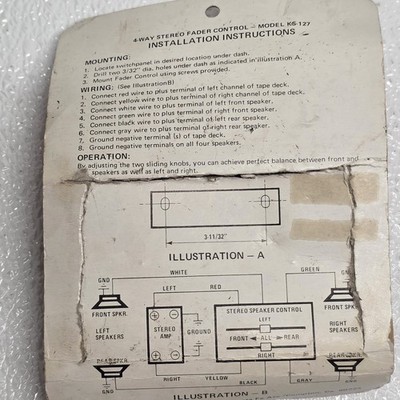 4-WAY STEREO FADER CONTROL - MODEL KS-127
INSTALLATION INSTRUCTIONS
MOUNTING:
1. Locate switchpanel in desired location under dash.
2. Drill two 3/32" dia. holes under dash as indicated in illustration A.
3. Mount Fader Control using screws provided.
WIRING: (See IllustrationB)
1. Connect red wire to plus terminal of left channel of tape deck.
2. Connect yellow wire to plus terminal of right channel of tape deck.
3. Connect white wire to plus terminal of left front speaker.
4. Connect green wire to plus terminal of right front speaker.
5. Connect black wire to plus terminal of left rear speaker.
6. Connect gray wire to plus terminal of right rear speaker.
7. Ground negative terminal (s) of tape deck.
8. Ground negative terminals on all four speakers.
OPERATION:
By adjusting the two sliding knobs, you can achieve perfect balance between front and
speakers as well as left and right.
3-11/32"
ILLUSTRATION - A
WHITE
GREEN
GND
LEFT
RED
GND
FRONT SPKR.
STEREO SPEAKER CONTROL
LEFT
FRONT SPKR.
LEFT
SPEAKERS
STEREO
AMP
GROUND
FRONT ALL REAR
RIGHT
SPEAKERS
RIGHT
REAR SPKR.
REAR SPKR.
GND
RIGHT
YELLOW
BLACK
GRAY
GND
ILLUSTRATION - B